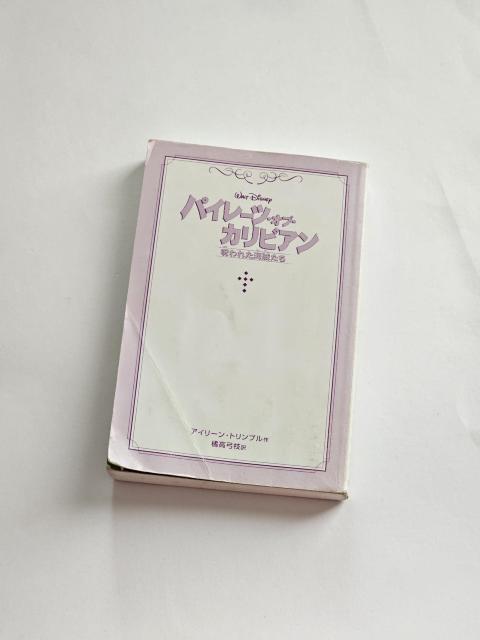 WALT DISNEY
パイレーツ・オブ・
カリビアン
呪われた海賊たち
アイリーン・トリンブル作
橘高弓枝訳